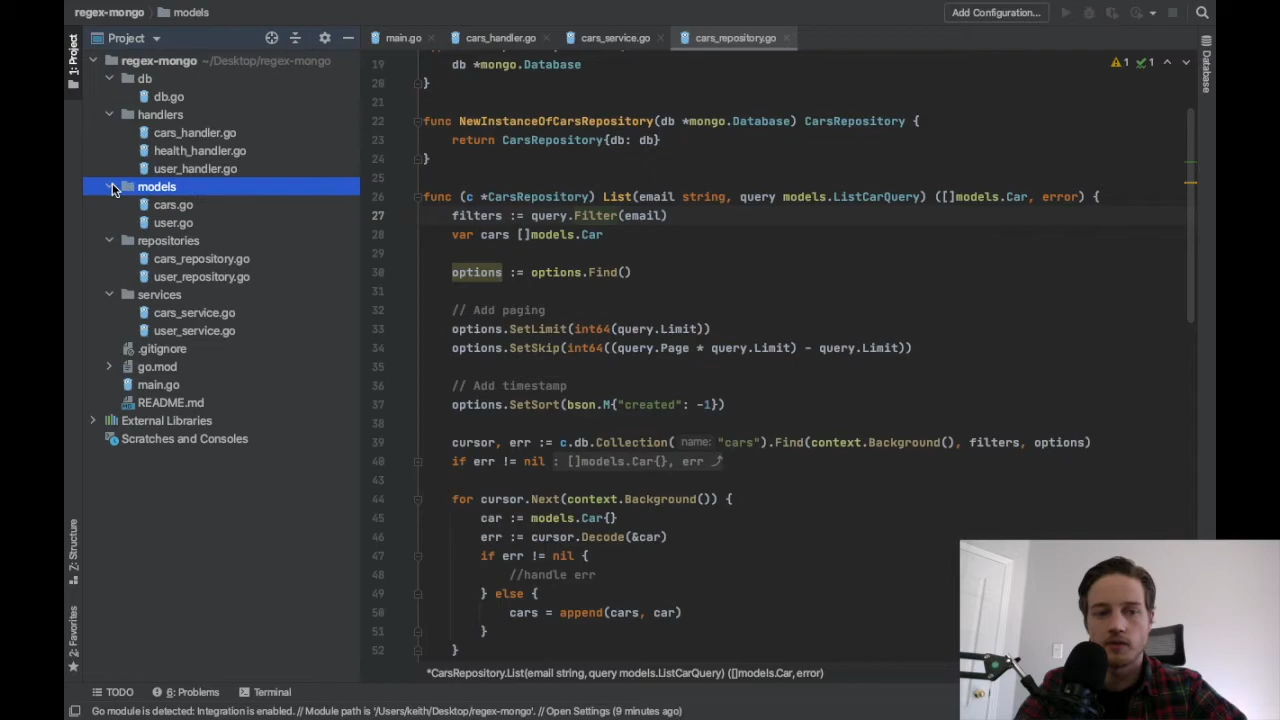 regex-mongo
models
Add Configuration...
Project
main.go
cars_handler.go
cars_service.go
cars_repository.go
1: Project
Z: Structure
2: Favorites
Database
regex-mongo ~/Desktop/regex-mongo
db
db.go
handlers
cars_handler.go
health_handler.go
user_handler.go
models
cars.go
user.go
repositories
cars_repository.go
user_repository.go
services
cars_service.go
user_service.go
.gitignore
go.mod
main.go
README.md
External Libraries
Scratches and Consoles
1 1
19 db *mongo.Database
20 }
21
22 func NewInstanceOfCarsRepository(db *mongo.Database) CarsRepository {
23 return CarsRepository{db: db}
24 }
25
26 func (c *CarsRepository) List(email string, query models.ListCarQuery) ([]models.Car, error) {
27 filters := query.Filter(email)
28 var cars []models.Car
29
30 options := options.Find()
31
32 // Add paging
33 options.SetLimit(int64(query.Limit))
34 options.SetSkip(int64((query.Page * query.Limit) - query.Limit))
35
36 // Add timestamp
37 options.SetSort(bson.M{"created": -1})
38
39 cursor, err := c.db.Collection( name: "cars").Find(context.Background(), filters, options)
40 if err != nil : []models.Car{}, err
43
44 for cursor.Next(context.Background()) {
45 car := models.Car{}
46 err := cursor.Decode(&car)
47 if err != nil {
48 //handle err
49 } else {
50 cars = append(cars, car)
51 }
52 }
*CarsRepository.List(email string, query models.ListCarQuery) ([]models.Car, error)
TODO
6: Problems
Terminal
Go module is detected: Integration is enabled. // Module path is '/Users/keith/Desktop/regex-mongo'. // Open Settings (9 minutes ago)